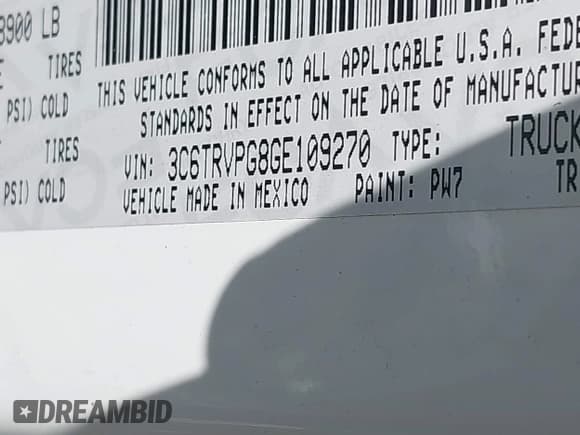 8900 LB
TIRES
PSI) COLD
TIRES
PSI) COLD
THIS VEHICLE CONFORMS TO ALL APPLICABLE U.S.A. FEDE
STANDARDS IN EFFECT ON THE DATE OF MANUFACTUR
VIN: 3C6TRVPG8GE109270 TYPE: TRUCK
VEHICLE MADE IN MEXICO PAINT: PW7 TR
DREAMBID